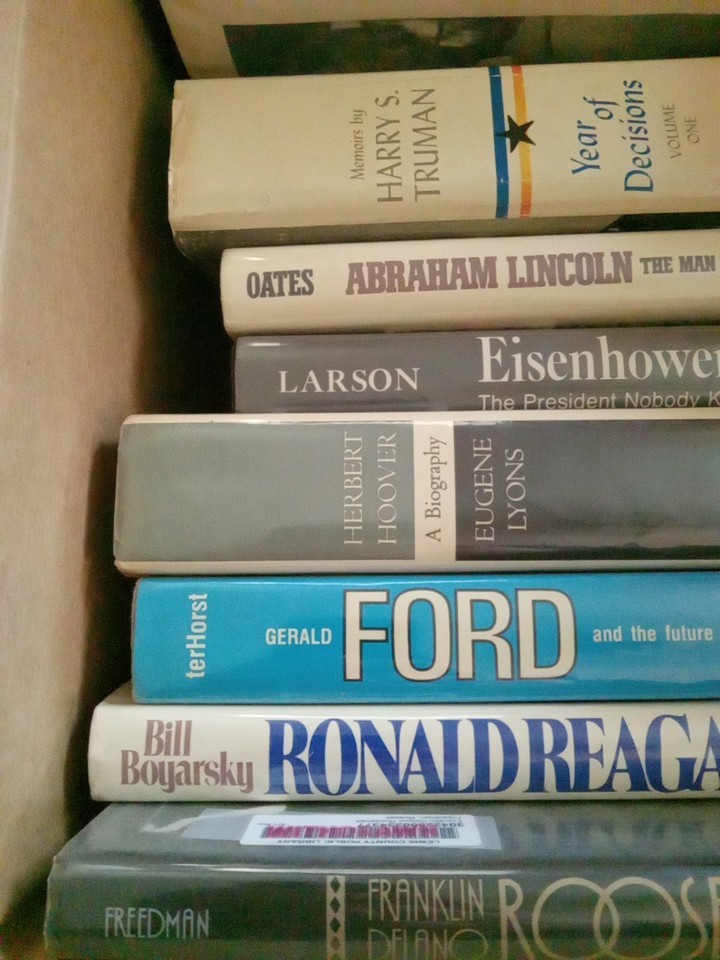 Memoirs by
HARRY S.
TRUMAN
Year of
Decisions
VOLUME
ONE
OATES ABRAHAM LINCOLN THE MAN
LARSON Eisenhower
The President Nobody K
HERBERT
HOOVER
A Biography
EUGENE
LYONS
terHorst
GERALD FORD and the future
Bill
Boyarsky
RONALD REAGA
LEWIS COUNTY PUBLIC LIBRARY
FREEDMAN
FRANKLIN
DELANO
ROOSE